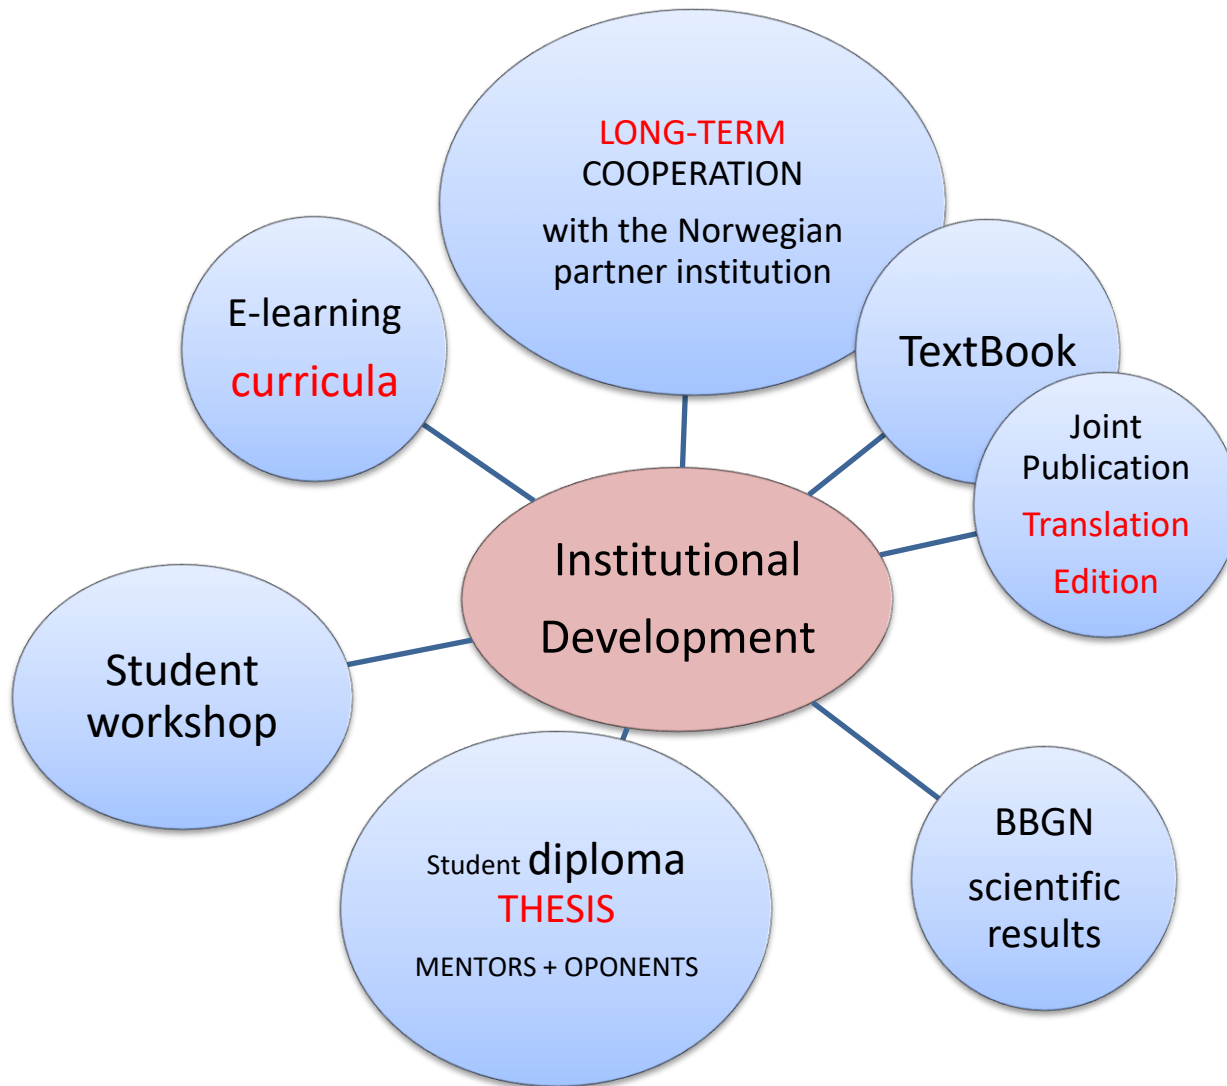 LONG-TERM
COOPERATION
with the Norwegian
partner institution
E-learning
curricula
TextBook
Joint
Publication
Translation
Edition
Institutional
Development
Student
workshop
Student diploma
THESIS
MENTORS + OPONENTS
BBGN
scientific
results